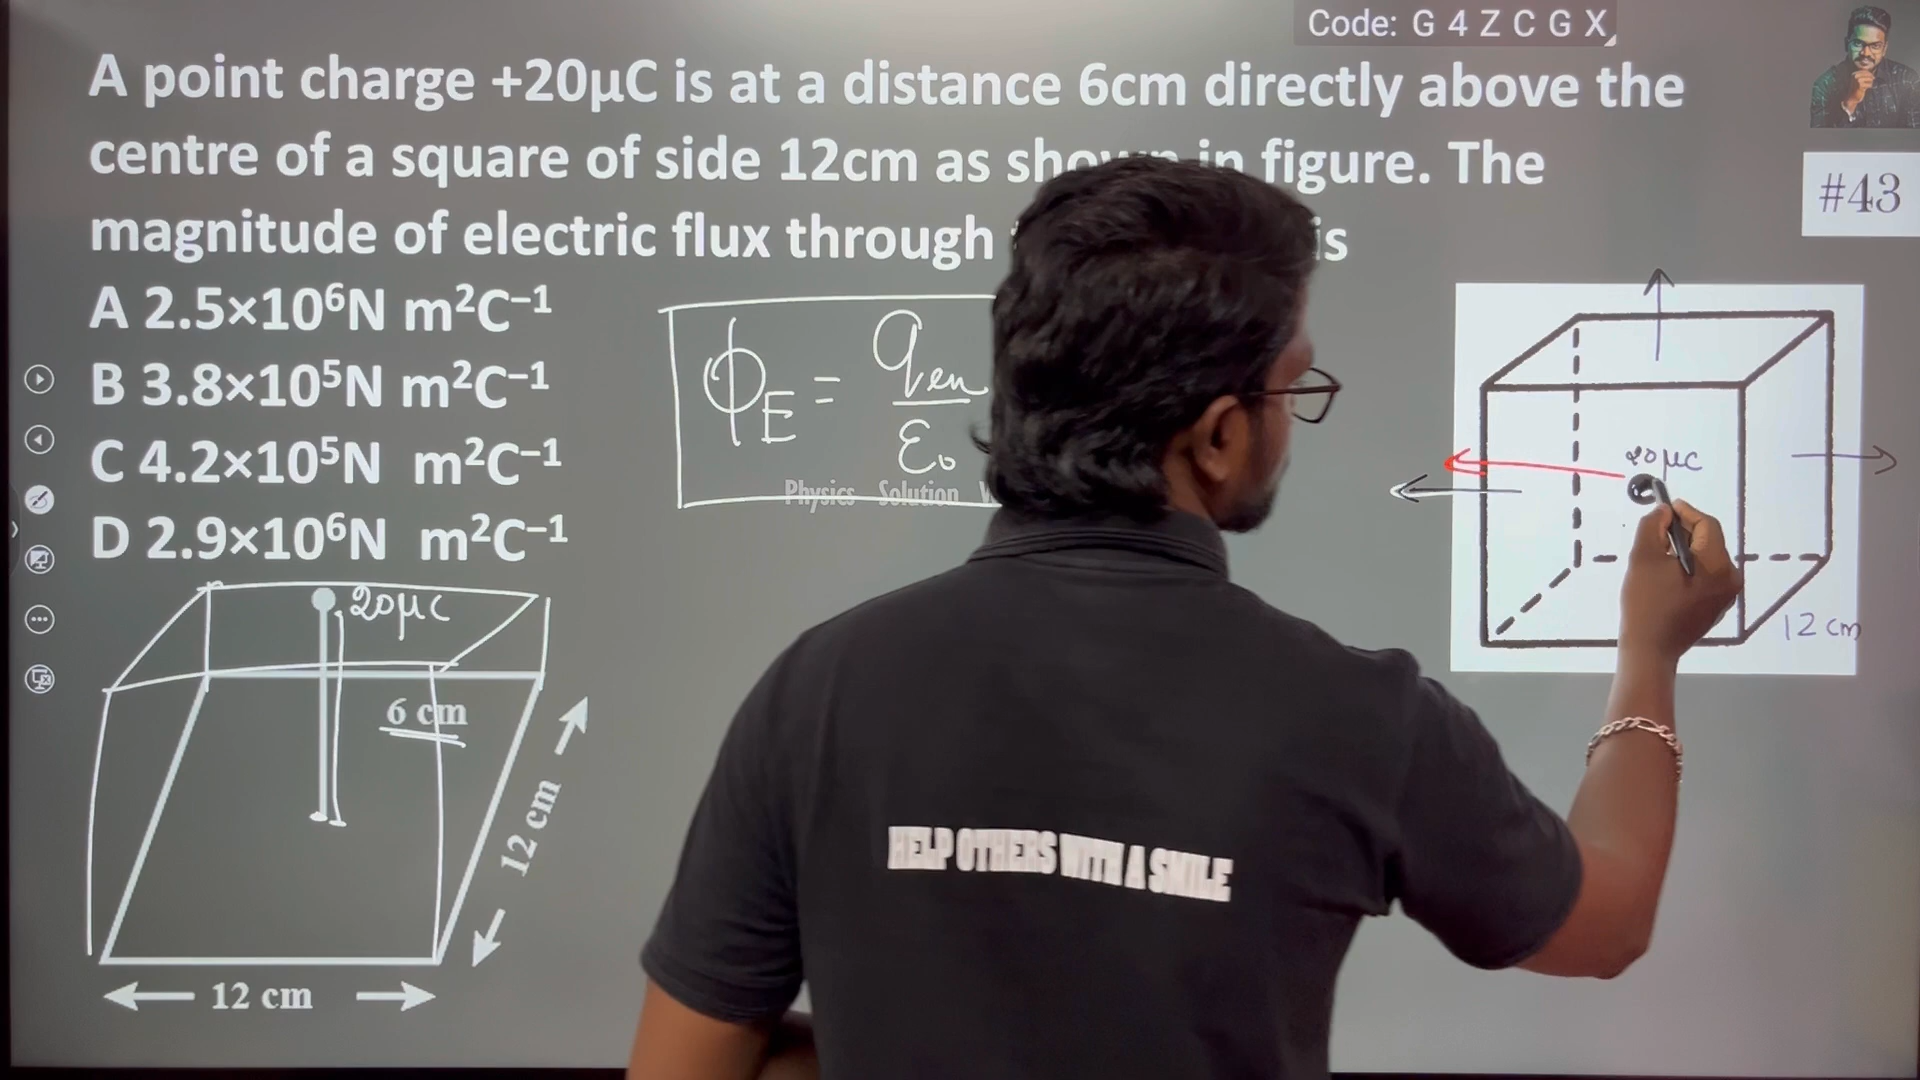 Code: G 4 Z C G X
A point charge +20μC is at a distance 6cm directly above the
centre of a square of side 12cm as shown in figure. The
magnitude of electric flux through is
#43
A 2.5×10⁶N m²C⁻¹
B 3.8×10⁵N m²C⁻¹
C 4.2×10⁵N m²C⁻¹
D 2.9×10⁶N m²C⁻¹
ϕE = qen / ε₀
Physics Solution
20μC
6 cm
12 cm
12 cm
20μC
12 cm
HELP OTHERS WITH A SMILE